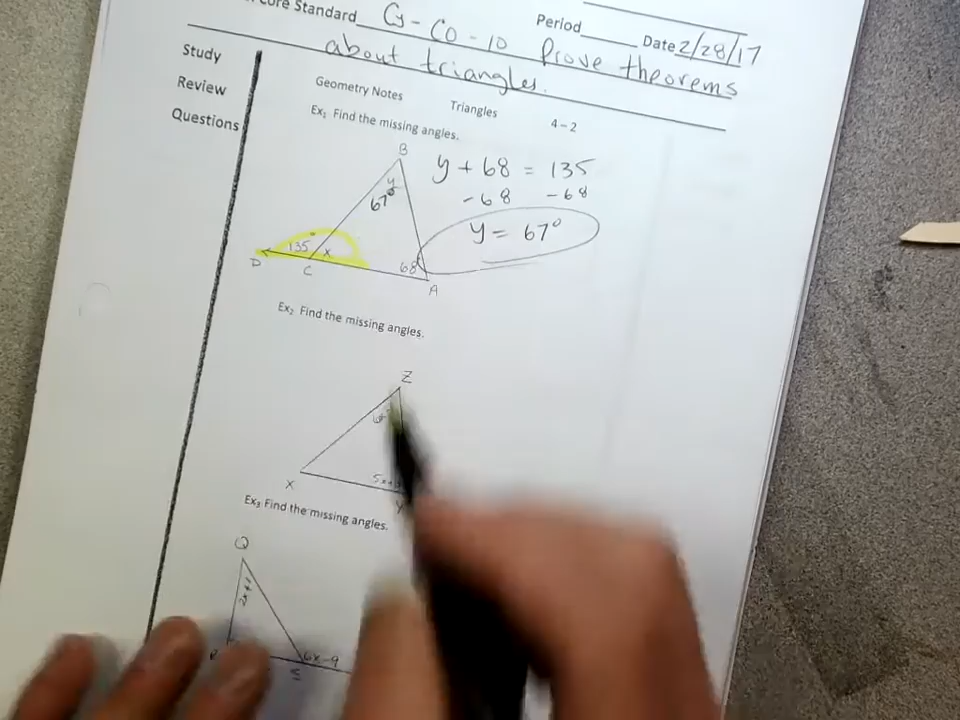 Core Standard G-CO-10 Prove theorems
Period Date 2/28/17
about triangles.
Study
Review
Questions
Geometry Notes Triangles 4-2
Ex1 Find the missing angles.
B
y
67°
135°
x
68
D
C
A
y + 68 = 135
-68 -68
y = 67°
Ex2 Find the missing angles.
Z
X
Y
Ex3 Find the missing angles.
Q
2x+1
6x-9
S